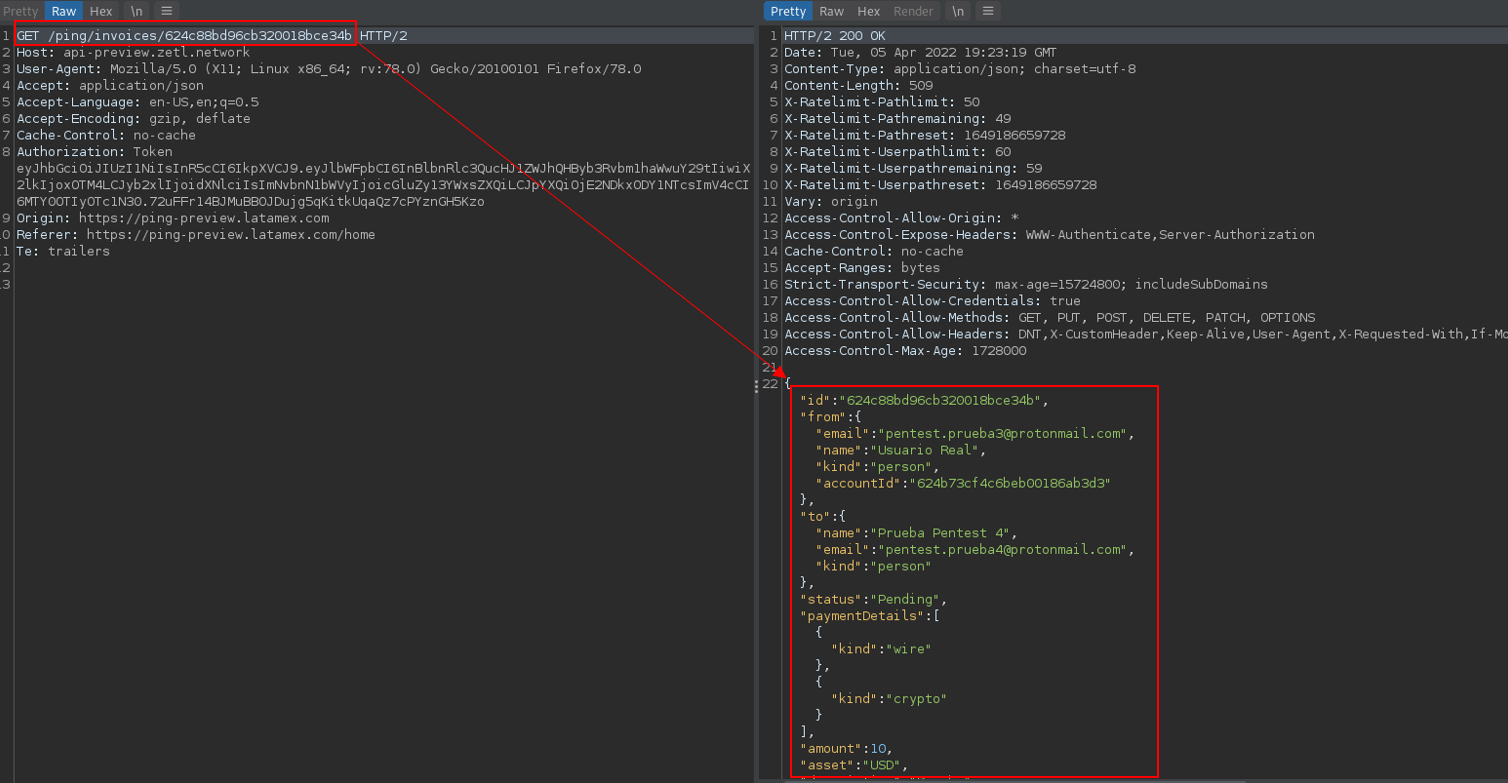 Pretty Raw Hex \n
1 GET /ping/invoices/624c88bd96cb320018bce34b HTTP/2
2 Host: api-preview.zetl.network
3 User-Agent: Mozilla/5.0 (X11; Linux x86_64; rv:78.0) Gecko/20100101 Firefox/78.0
4 Accept: application/json
5 Accept-Language: en-US,en;q=0.5
6 Accept-Encoding: gzip, deflate
7 Cache-Control: no-cache
8 Authorization: Token
9 Origin: https://ping-preview.latamex.com
0 Referer: https://ping-preview.latamex.com/home
1 Te: trailers
2
3
Pretty Raw Hex Render \n
1 HTTP/2 200 OK
2 Date: Tue, 05 Apr 2022 19:23:19 GMT
3 Content-Type: application/json; charset=utf-8
4 Content-Length: 509
5 X-Ratelimit-Pathlimit: 50
6 X-Ratelimit-Pathremaining: 49
7 X-Ratelimit-Pathreset: 1649186659728
8 X-Ratelimit-Userpathlimit: 60
9 X-Ratelimit-Userpathremaining: 59
10 X-Ratelimit-Userpathreset: 1649186659728
11 Vary: origin
12 Access-Control-Allow-Origin: *
13 Access-Control-Expose-Headers: WWW-Authenticate,Server-Authorization
14 Cache-Control: no-cache
15 Accept-Ranges: bytes
16 Strict-Transport-Security: max-age=15724800; includeSubDomains
17 Access-Control-Allow-Credentials: true
18 Access-Control-Allow-Methods: GET, PUT, POST, DELETE, PATCH, OPTIONS
19 Access-Control-Allow-Headers: DNT,X-CustomHeader,Keep-Alive,User-Agent,X-Requested-With,If-Mo
20 Access-Control-Max-Age: 1728000
21
22 {
"id":"624c88bd96cb320018bce34b",
"from":{
"email":"pentest.prueba3@protonmail.com",
"name":"Usuario Real",
"kind":"person",
"accountId":"624b73cf4c6beb00186ab3d3"
},
"to":{
"name":"Prueba Pentest 4",
"email":"pentest.prueba4@protonmail.com",
"kind":"person"
},
"status":"Pending",
"paymentDetails":[
{
"kind":"wire"
},
{
"kind":"crypto"
}
],
"amount":10,
"asset":"USD",